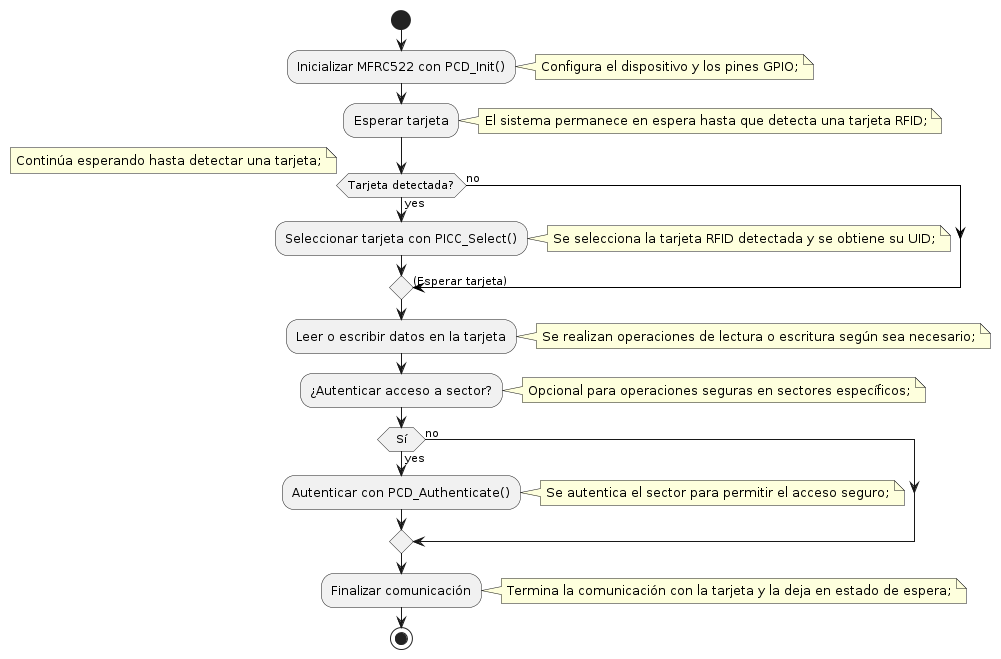 Inicializar MFRC522 con PCD_Init()
Configura el dispositivo y los pines GPIO;
Esperar tarjeta
El sistema permanece en espera hasta que detecta una tarjeta RFID;
Continúa esperando hasta detectar una tarjeta;
Tarjeta detectada?
no
yes
Seleccionar tarjeta con PICC_Select()
Se selecciona la tarjeta RFID detectada y se obtiene su UID;
(Esperar tarjeta)
Leer o escribir datos en la tarjeta
Se realizan operaciones de lectura o escritura según sea necesario;
¿Autenticar acceso a sector?
Opcional para operaciones seguras en sectores específicos;
Sí
no
yes
Autenticar con PCD_Authenticate()
Se autentica el sector para permitir el acceso seguro;
Finalizar comunicación
Termina la comunicación con la tarjeta y la deja en estado de espera;